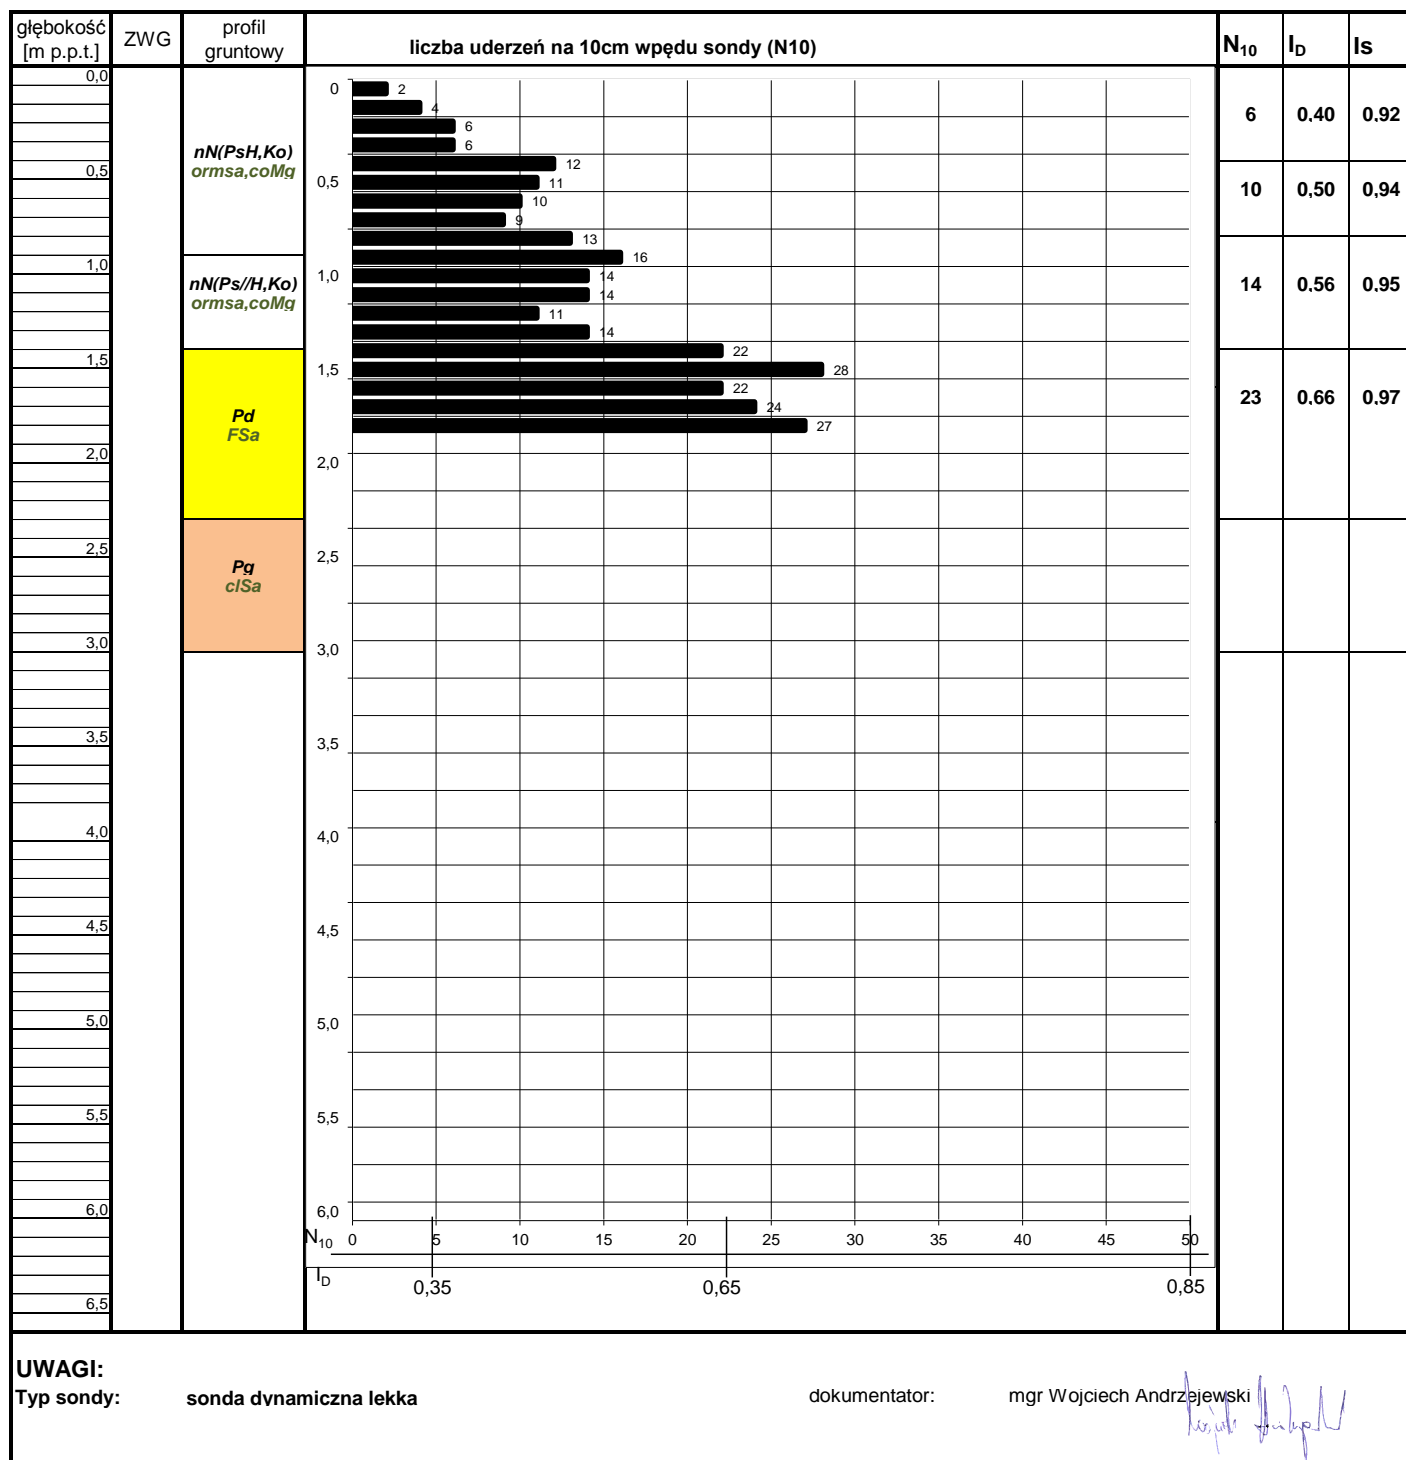 głębokość [m p.p.t.]
ZWG
profil gruntowy
liczba uderzeń na 10cm wpędu sondy (N10)
N10
ID
Is
0,0
0,5
1,0
1,5
2,0
2,5
3,0
3,5
4,0
4,5
5,0
5,5
6,0
6,5
nN(PsH,Ko)
ormsa,coMg
nN(Ps//H,Ko)
ormsa,coMg
Pd
FSa
Pg
clSa
0
0,5
1,0
1,5
2,0
2,5
3,0
3,5
4,0
4,5
5,0
5,5
6,0
2
4
6
6
12
11
10
9
13
16
14
14
11
14
22
28
22
24
27
N10 0 5 10 15 20 25 30 35 40 45 50
ID 0,35 0,65 0,85
6 0,40 0,92
10 0,50 0,94
14 0,56 0,95
23 0,66 0,97
UWAGI:
Typ sondy: sonda dynamiczna lekka dokumentator: mgr Wojciech Andrzejewski